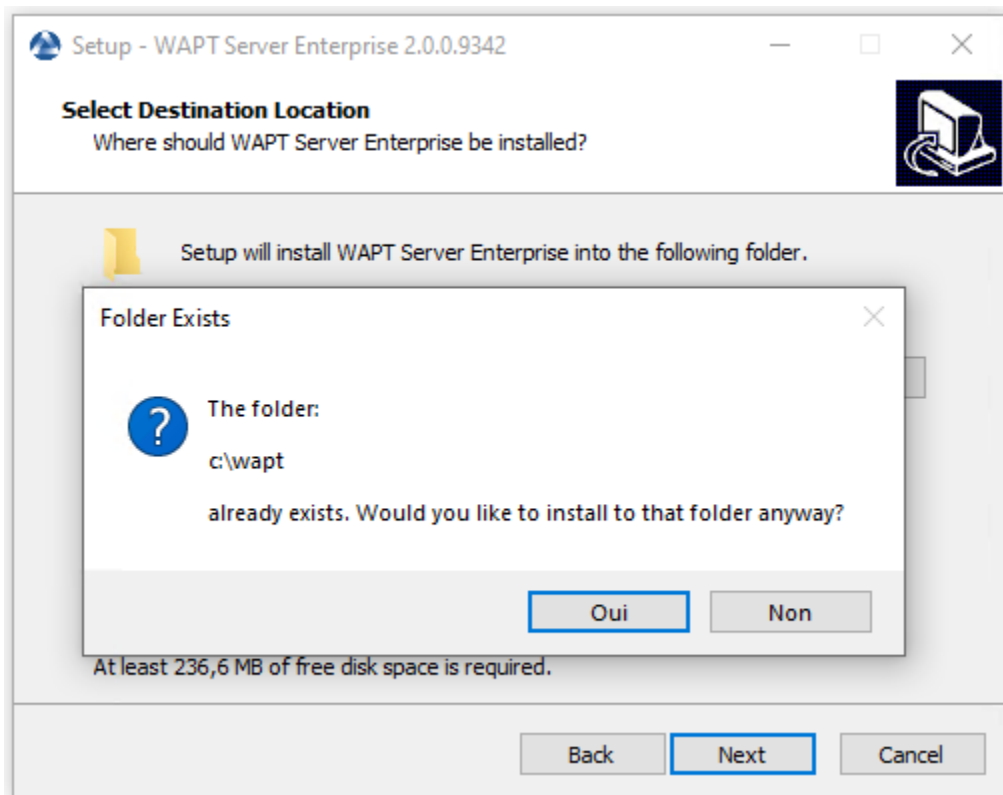 Setup - WAPT Server Enterprise 2.0.0.9342
Select Destination Location
Where should WAPT Server Enterprise be installed?
Setup will install WAPT Server Enterprise into the following folder.
Folder Exists
The folder:
c:\wapt
already exists. Would you like to install to that folder anyway?
Oui Non
At least 236,6 MB of free disk space is required.
Back Next Cancel